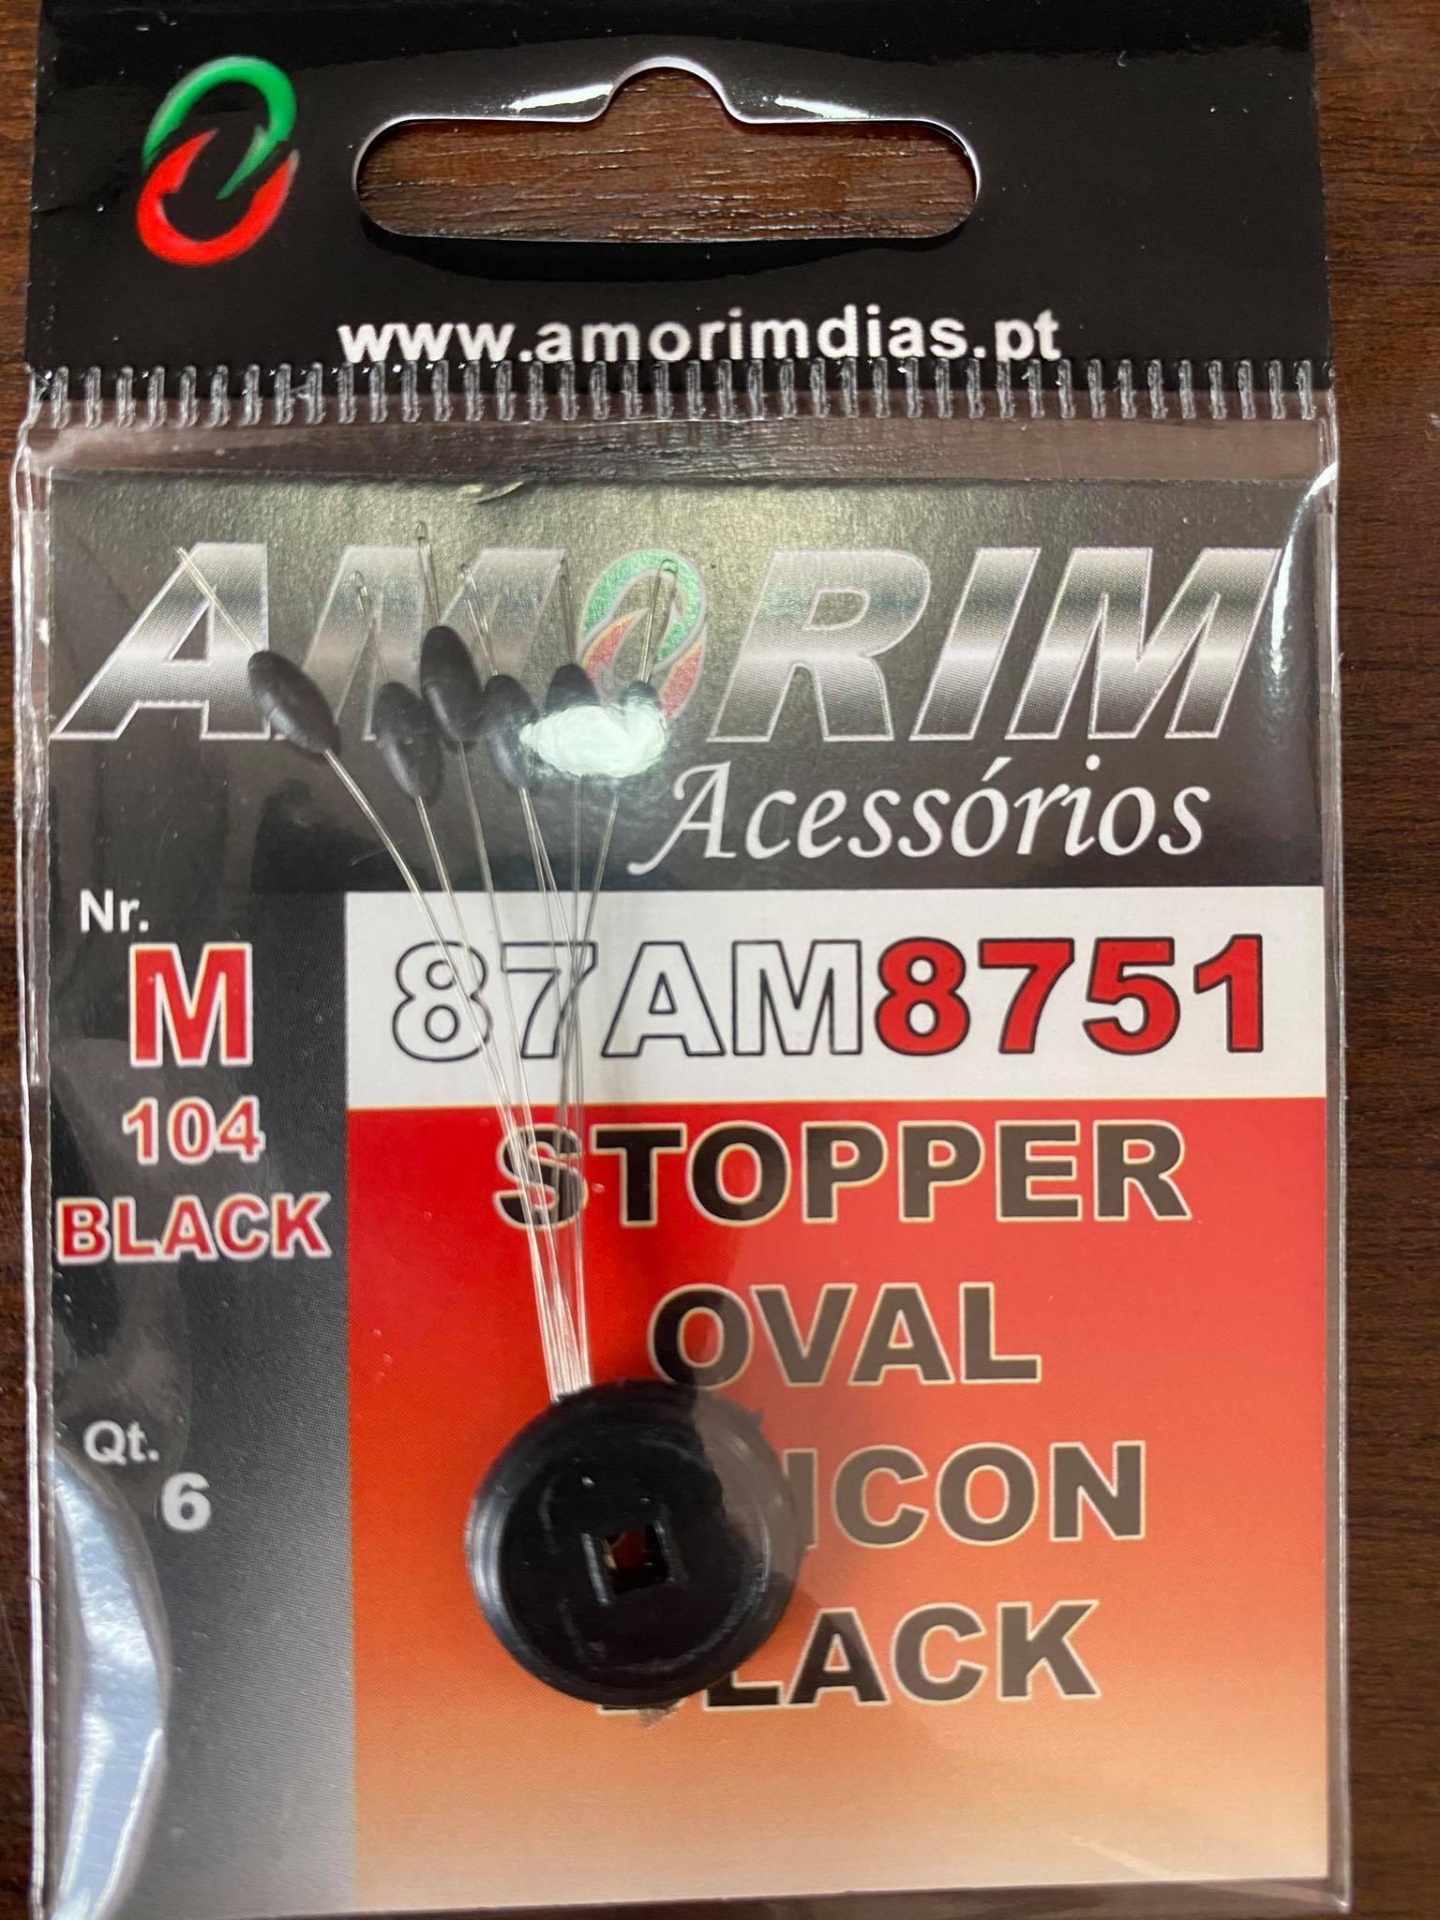 www.amorimdias.pt
AMORIM
Acessórios
Nr.
M
104
BLACK
87AM8751
STOPPER
OVAL
Qt.
6